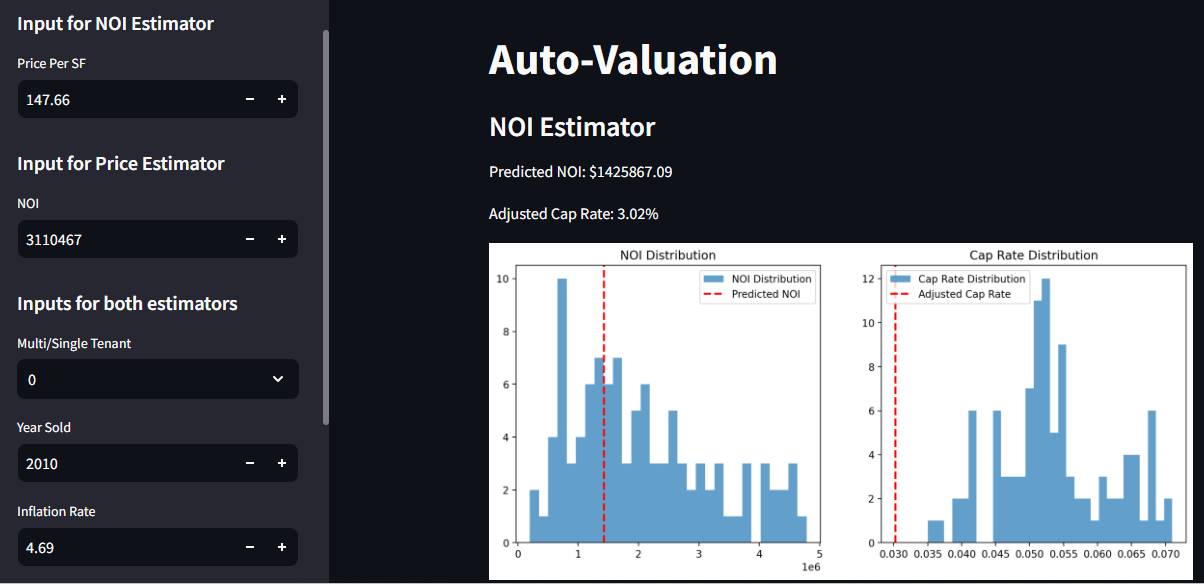 Input for NOI Estimator
Price Per SF
147.66
Input for Price Estimator
NOI
3110467
Inputs for both estimators
Multi/Single Tenant
0
Year Sold
2010
Inflation Rate
4.69
Auto-Valuation
NOI Estimator
Predicted NOI: $1425867.09
Adjusted Cap Rate: 3.02%
NOI Distribution
NOI Distribution
Predicted NOI
10
8
6
4
2
0
0 1 2 3 4 5
1e6
Cap Rate Distribution
Cap Rate Distribution
Adjusted Cap Rate
12
10
8
6
4
2
0
0.030 0.035 0.040 0.045 0.050 0.055 0.060 0.065 0.070